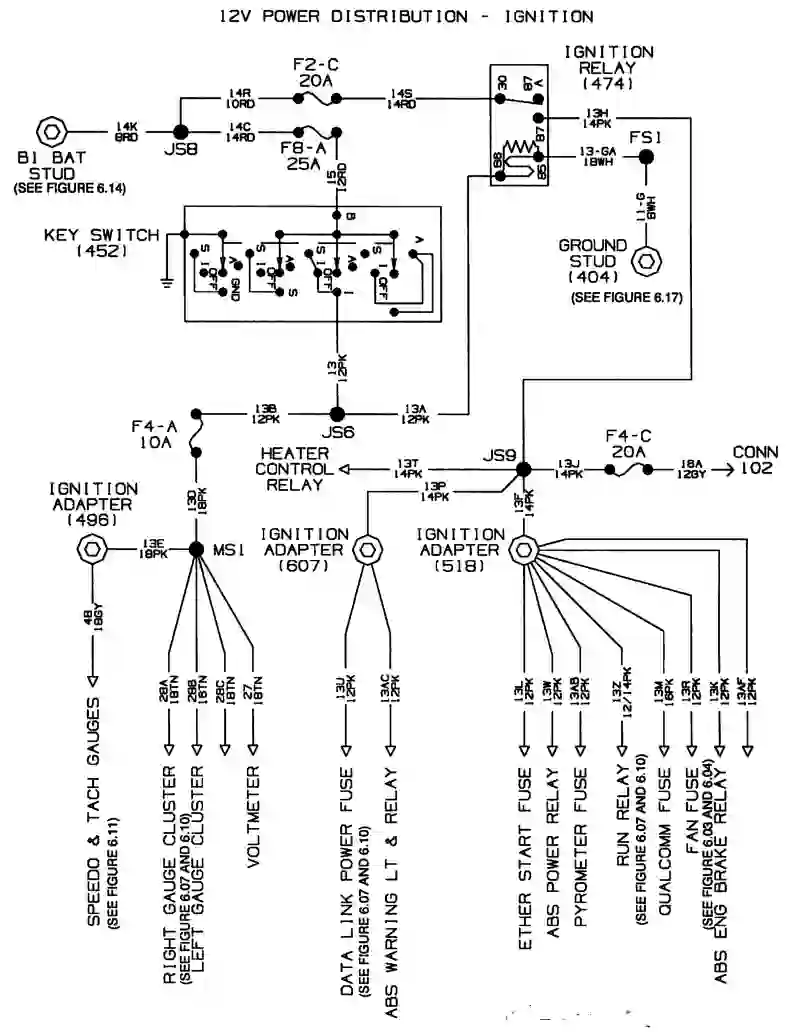 12V POWER DISTRIBUTION - IGNITION
F2-C
20A
IGNITION
RELAY
(474)
14R
10RD
14S
14RD
30
87
A
14K
8RD
JS8
14C
14RD
F8-A
25A
13H
14PK
87
FS1
B1 BAT
STUD
(SEE FIGURE 6.14)
15
12RD
86
85
13-GA
18WH
11-G
8WH
KEY SWITCH
(452)
B
S
I
OFF
A
GND
S
I
OFF
A
S
S
I
OFF
A
I
I
OFF
A
GROUND
STUD
(404)
(SEE FIGURE 6.17)
13
12PK
F4-A
10A
13B
12PK
JS6
13A
12PK
HEATER
CONTROL
RELAY
13T
14PK
JS9
13J
14PK
F4-C
20A
18A
12GY
CONN
102
13P
14PK
13F
14PK
13D
18PK
IGNITION
ADAPTER
(496)
13E
18PK
MS1
IGNITION
ADAPTER
(607)
IGNITION
ADAPTER
(518)
4B
18GY
28A
18TN
28B
18TN
28C
18TN
27
18TN
13U
12PK
13AC
12PK
13L
12PK
13W
12PK
13AB
12PK
13Z
12/14PK
13M
16PK
13R
12PK
13K
12PK
13AF
12PK
SPEEDO & TACH GAUGES
(SEE FIGURE 6.11)
RIGHT GAUGE CLUSTER
(SEE FIGURE 6.07 AND 6.10)
LEFT GAUGE CLUSTER
VOLTMETER
DATA LINK POWER FUSE
(SEE FIGURE 6.07 AND 6.10)
ABS WARNING LT & RELAY
ETHER START FUSE
ABS POWER RELAY
PYROMETER FUSE
RUN RELAY
(SEE FIGURE 6.07 AND 6.10)
QUALCOMM FUSE
FAN FUSE
(SEE FIGURE 6.03 AND 6.04)
ABS ENG BRAKE RELAY